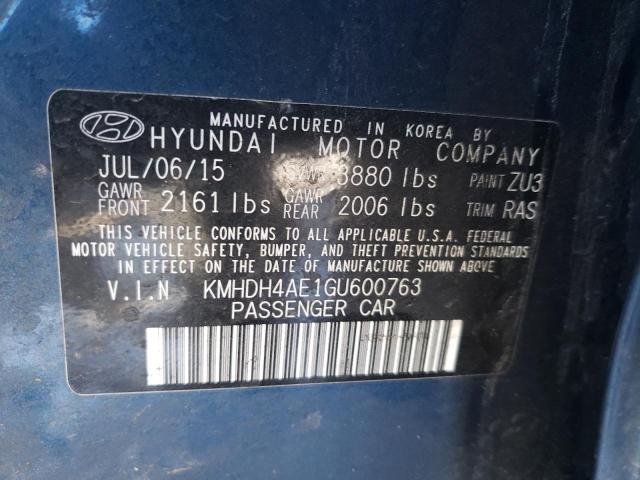 MANUFACTURED IN KOREA BY
HYUNDAI MOTOR COMPANY
JUL/06/15 GVWR 3880 lbs PAINT ZU3
GAWR FRONT 2161 lbs GAWR REAR 2006 lbs TRIM RAS
THIS VEHICLE CONFORMS TO ALL APPLICABLE U.S.A. FEDERAL
MOTOR VEHICLE SAFETY, BUMPER, AND THEFT PREVENTION STANDARDS
IN EFFECT ON THE DATE OF MANUFACTURE SHOWN ABOVE.
V.I.N KMHDH4AE1GU600763
PASSENGER CAR